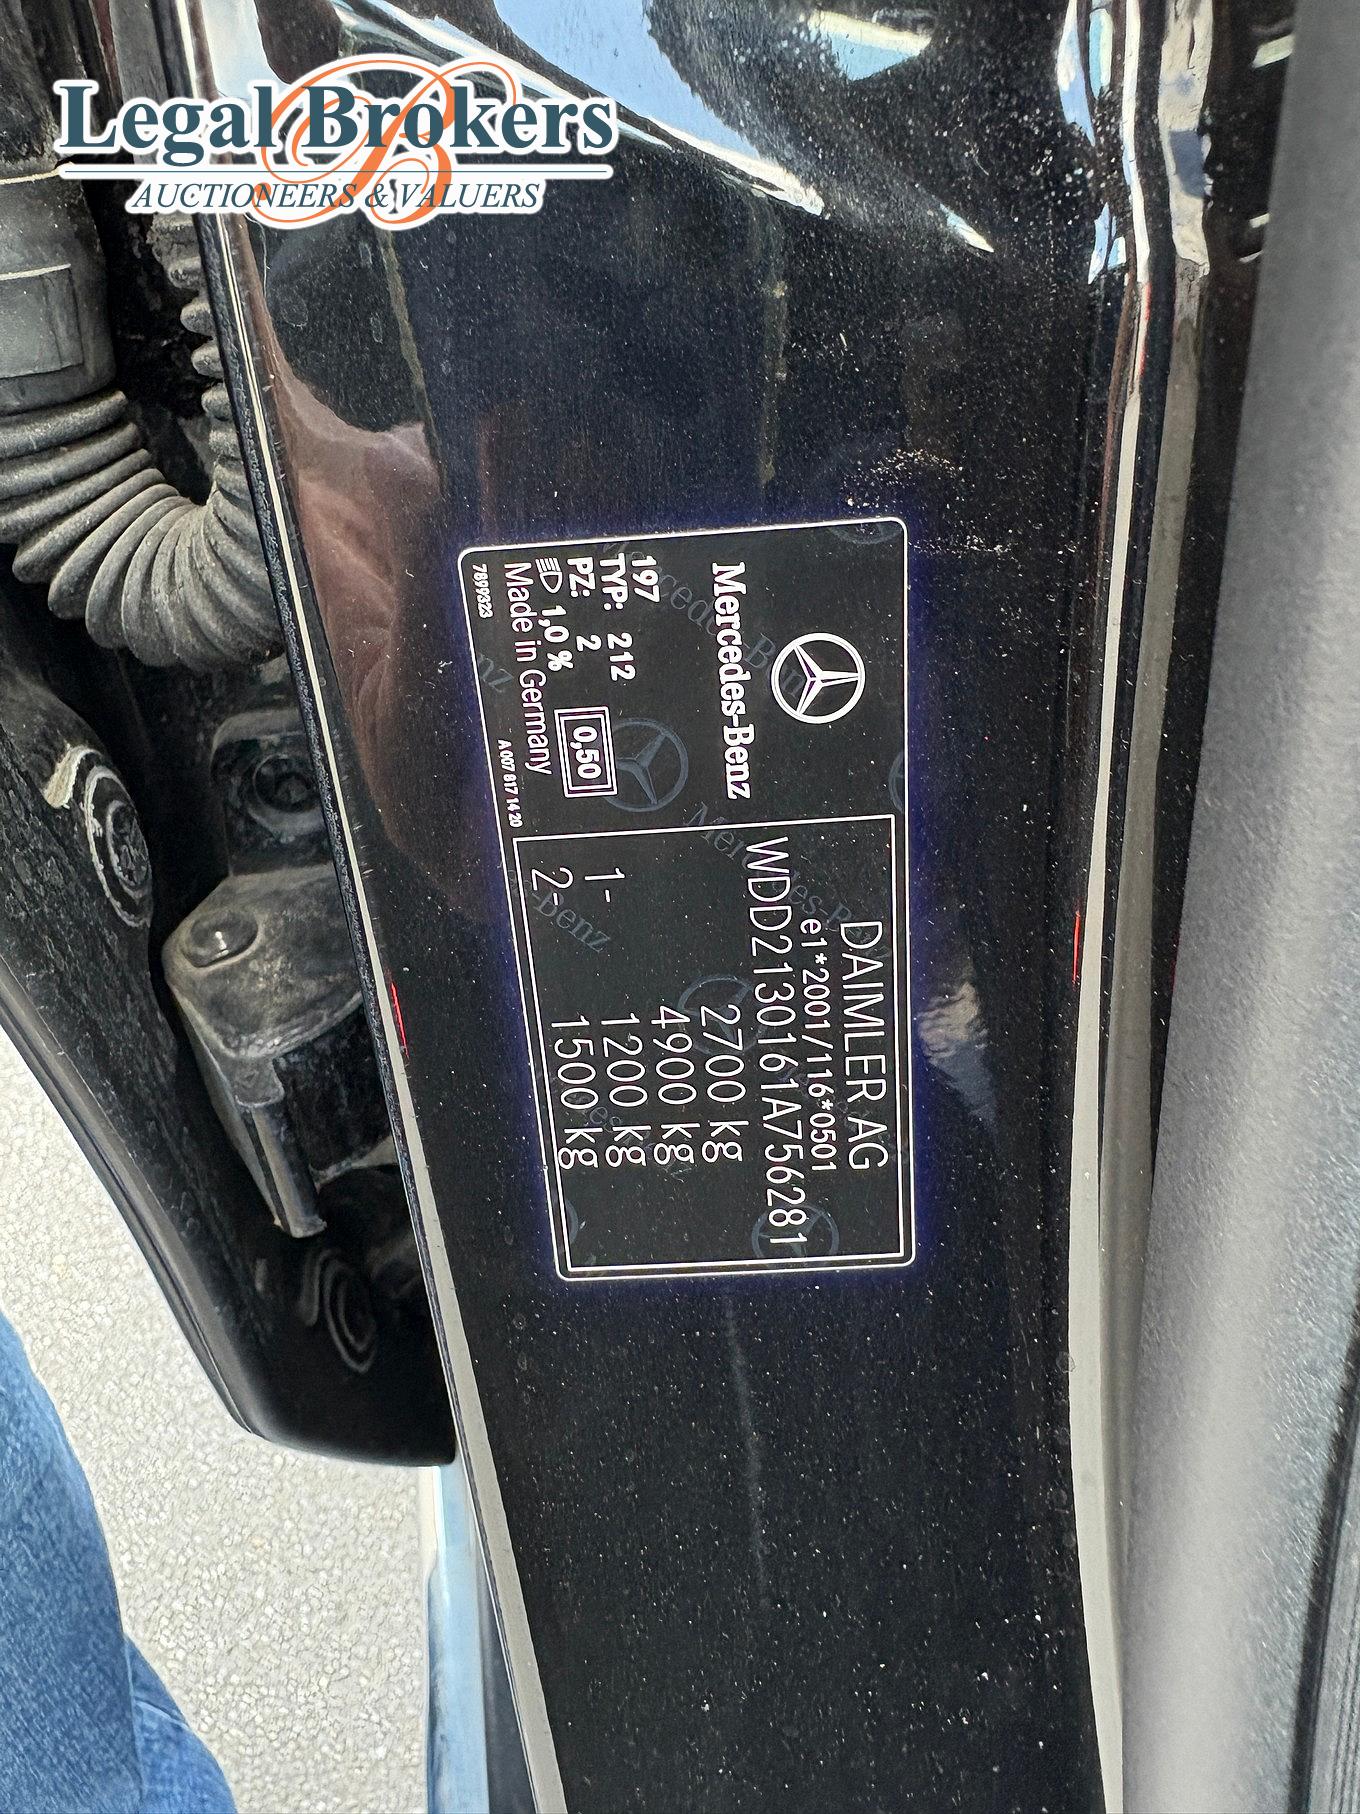 Legal Brokers
AUCTIONEERS & VALUERS
Mercedes-Benz
197
TYP: 212
PZ: 2
1,0 %
0,50
Made in Germany
7899323
A 007 817 14 20
DAIMLER AG
e1*2001/116*0501
WDD2130161A756281
2700 kg
4900 kg
1- 1200 kg
2- 1500 kg